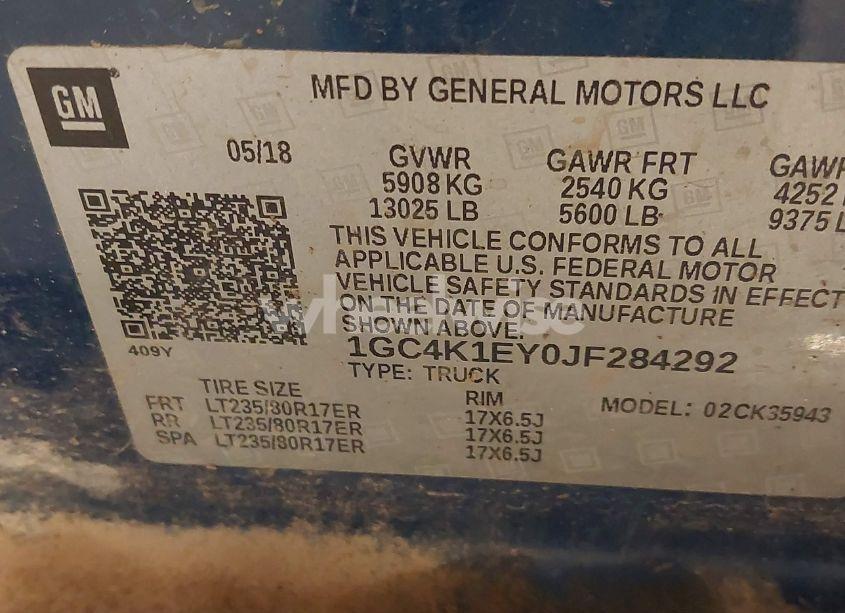 GM
MFD BY GENERAL MOTORS LLC
05/18
GVWR
5908 KG
13025 LB
GAWR FRT
2540 KG
5600 LB
GAWR
4252
9375 L
THIS VEHICLE CONFORMS TO ALL
APPLICABLE U.S. FEDERAL MOTOR
VEHICLE SAFETY STANDARDS IN EFFECT
ON THE DATE OF MANUFACTURE
SHOWN ABOVE.
1GC4K1EY0JF284292
TYPE: TRUCK
409Y
TIRE SIZE
RIM
MODEL: 02CK35943
FRT LT235/80R17ER 17X6.5J
RR LT235/80R17ER 17X6.5J
SPA LT235/80R17ER 17X6.5J